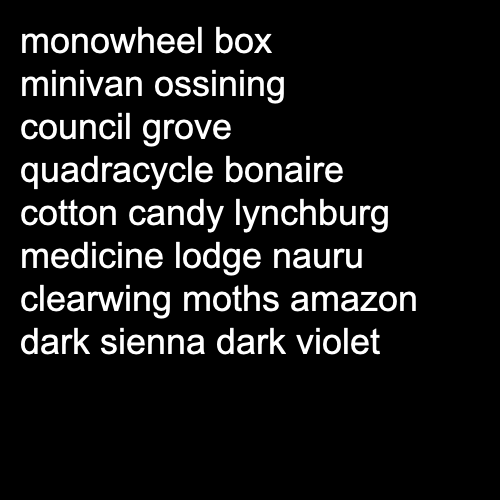 monowheel box
minivan ossining
council grove
quadracycle bonaire
cotton candy lynchburg
medicine lodge nauru
clearwing moths amazon
dark sienna dark violet